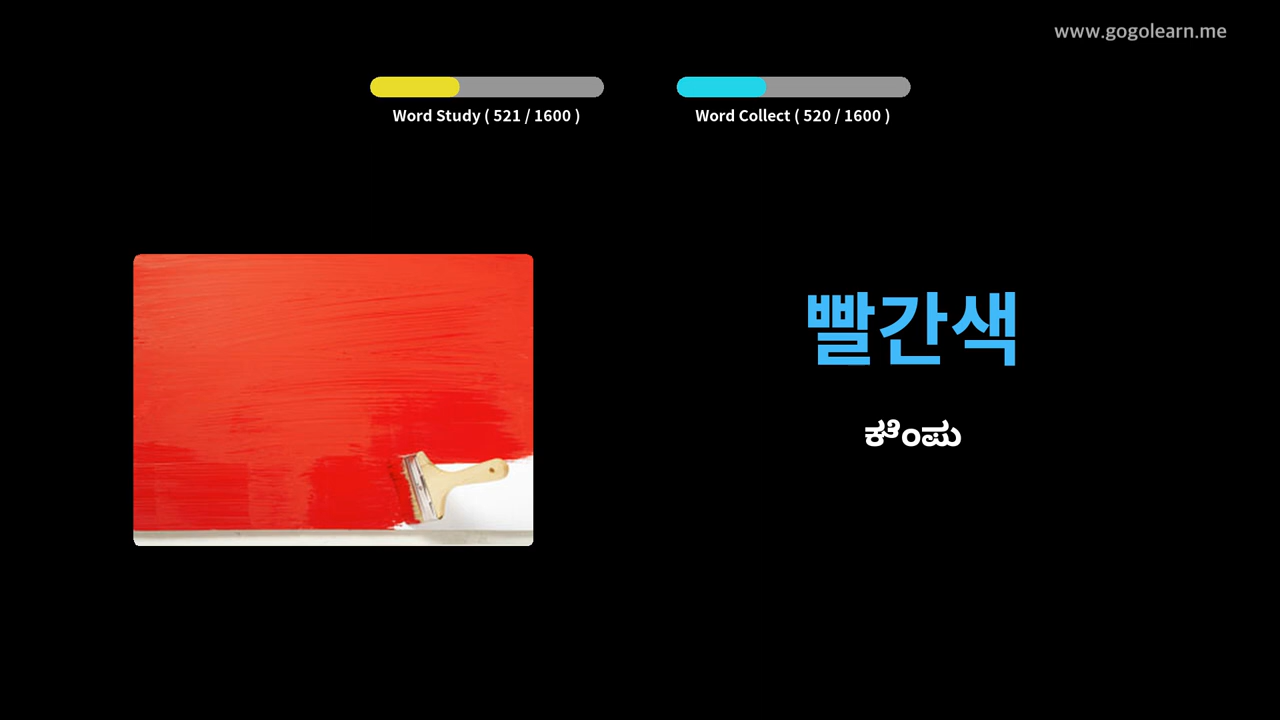 www.gogolearn.me
Word Study ( 521 / 1600 )
Word Collect ( 520 / 1600 )
빨간색
ಕೆಂಪು